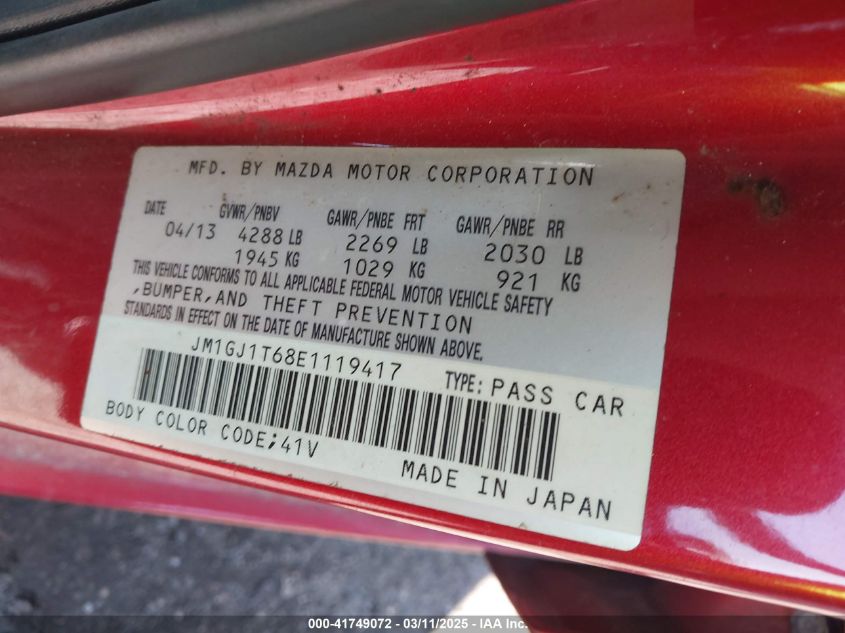 MFD. BY MAZDA MOTOR CORPORATION
DATE GVWR/PNBV GAWR/PNBE FRT GAWR/PNBE RR
04/13 4288 LB 2269 LB 2030 LB
1945 KG 1029 KG 921 KG
THIS VEHICLE CONFORMS TO ALL APPLICABLE FEDERAL MOTOR VEHICLE SAFETY
,BUMPER,AND THEFT PREVENTION
STANDARDS IN EFFECT ON THE DATE OF MANUFACTURE SHOWN ABOVE.
JM1GJ1T68E1119417 TYPE: PASS CAR
BODY COLOR CODE;41V
MADE IN JAPAN
000-41749072 - 03/11/2025 - IAAI Inc.